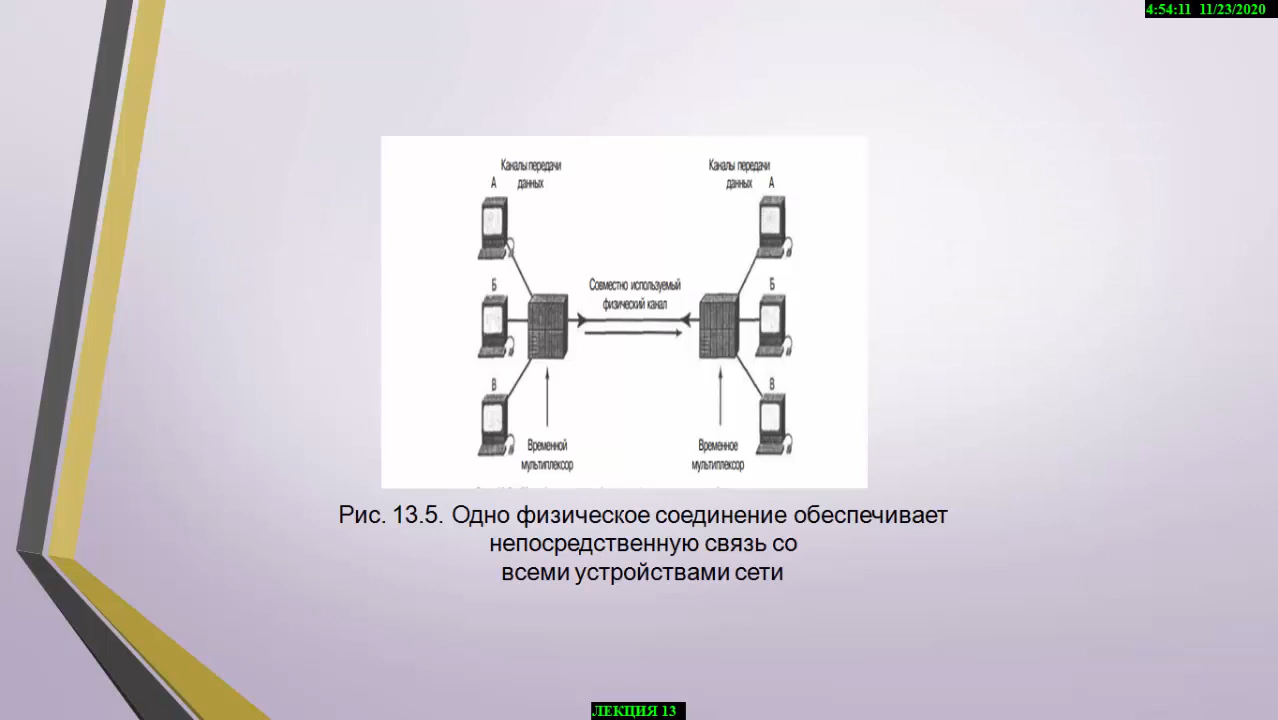 4:54:11 11/23/2020
Каналы передачи
А данных
Каналы передачи
данных А
Б
Совместно используемый
физический канал
Б
В
В
Временной
мультиплексор
Временное
мультиплексор
Рис. 13.5. Одно физическое соединение обеспечивает
непосредственную связь со
всеми устройствами сети
ЛЕКЦИЯ 13